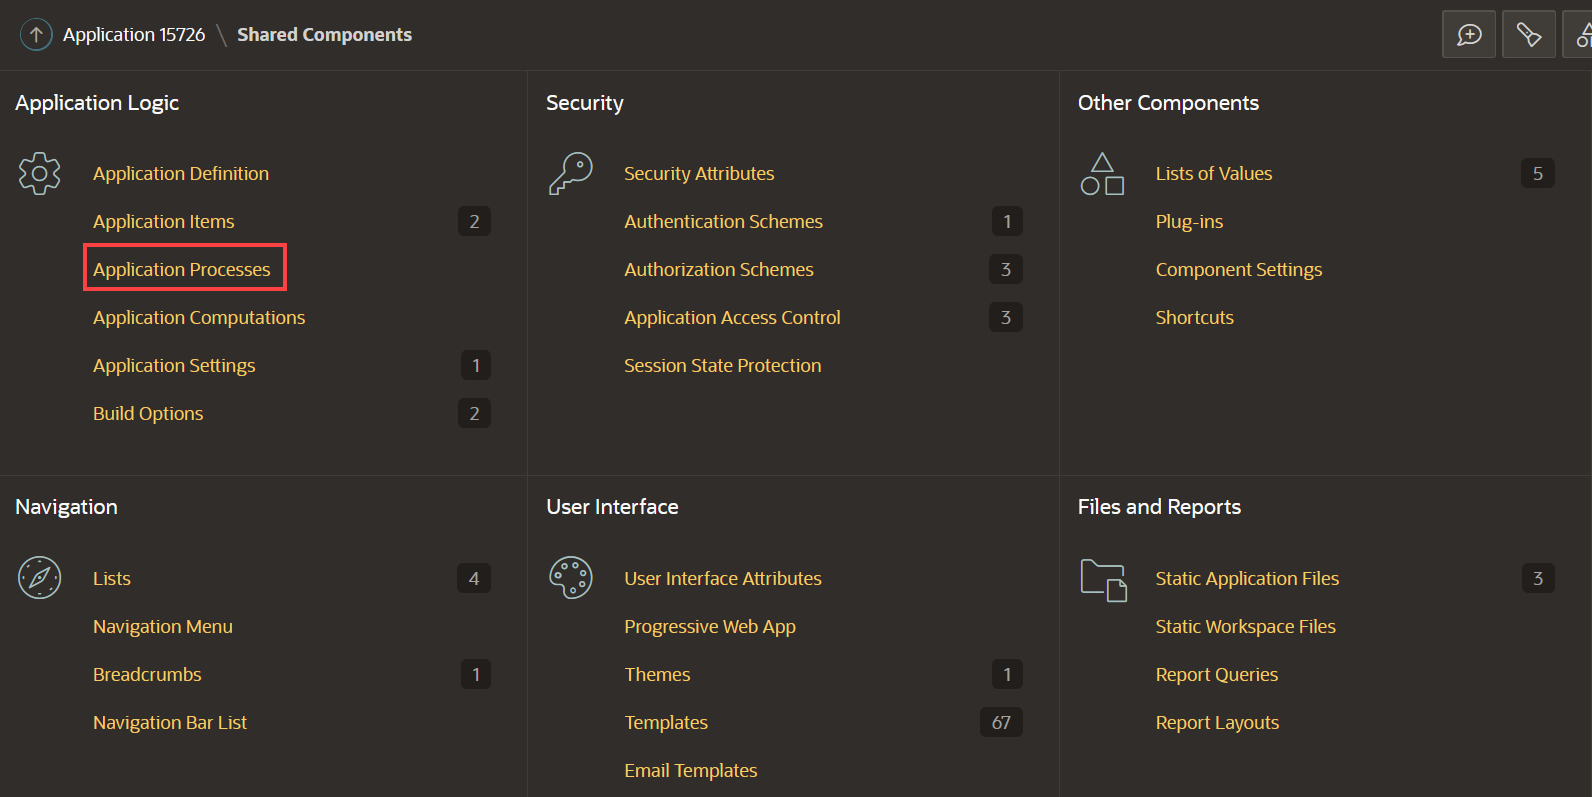 Application 15726 \ Shared Components
Application Logic
Application Definition
Application Items 2
Application Processes
Application Computations
Application Settings 1
Build Options 2
Security
Security Attributes
Authentication Schemes 1
Authorization Schemes 3
Application Access Control 3
Session State Protection
Other Components
Lists of Values 5
Plug-ins
Component Settings
Shortcuts
Navigation
Lists 4
Navigation Menu
Breadcrumbs 1
Navigation Bar List
User Interface
User Interface Attributes
Progressive Web App
Themes 1
Templates 67
Email Templates
Files and Reports
Static Application Files 3
Static Workspace Files
Report Queries
Report Layouts